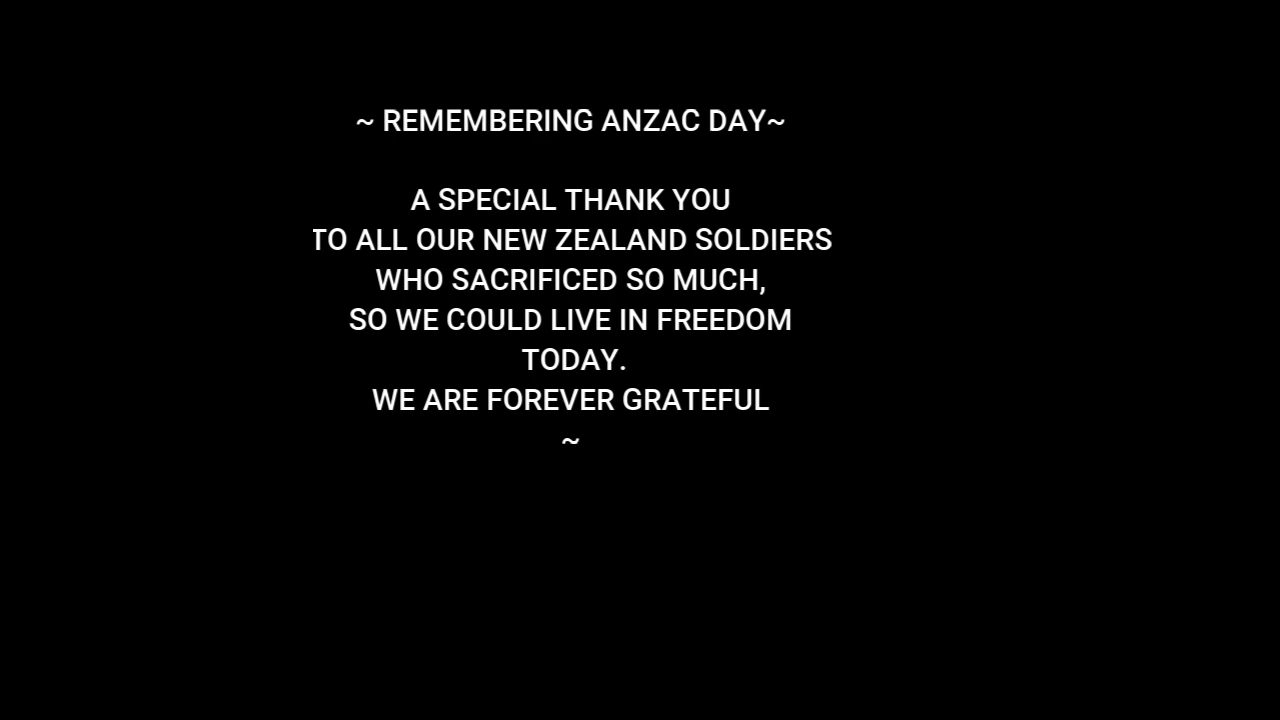 ~ REMEMBERING ANZAC DAY~
A SPECIAL THANK YOU
TO ALL OUR NEW ZEALAND SOLDIERS
WHO SACRIFICED SO MUCH,
SO WE COULD LIVE IN FREEDOM
TODAY.
WE ARE FOREVER GRATEFUL
~